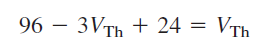 96 − 3V_Th + 24 = V_Th